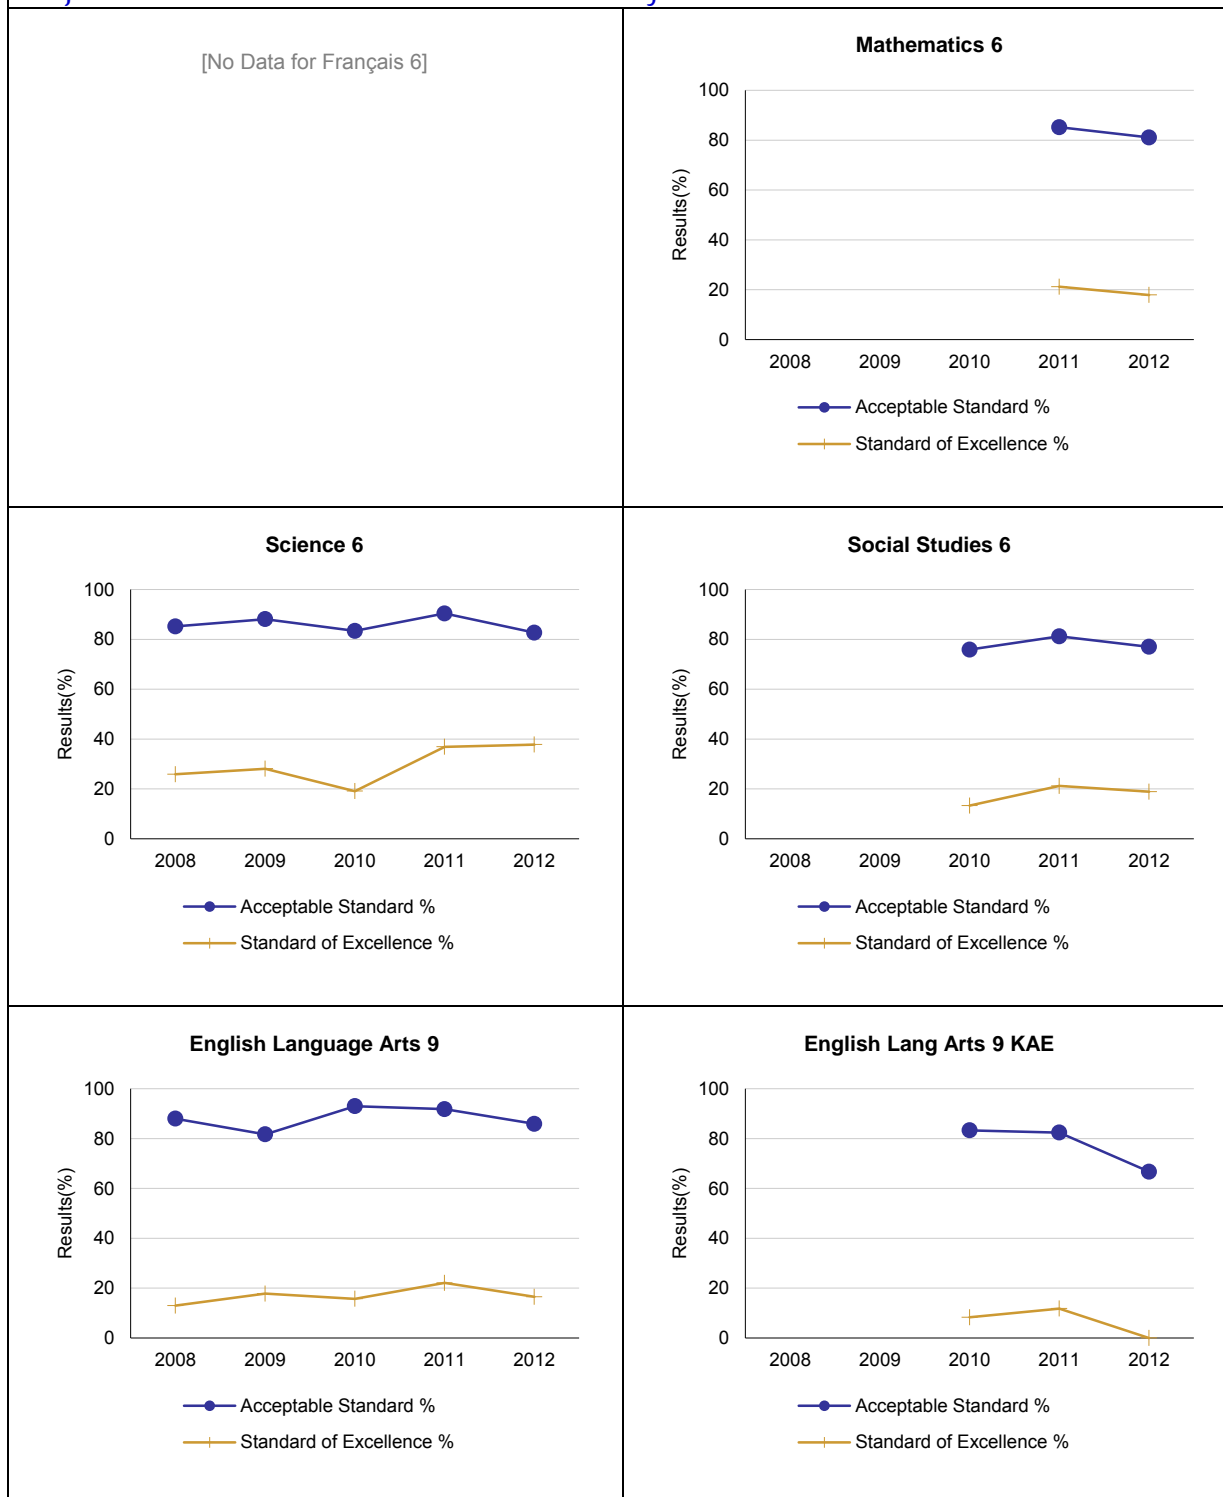 [No Data for Français 6]
Mathematics 6
Results(%)
100
80
60
40
20
0
2008 2009 2010 2011 2012
Acceptable Standard %
Standard of Excellence %
Science 6
Results(%)
100
80
60
40
20
0
2008 2009 2010 2011 2012
Acceptable Standard %
Standard of Excellence %
Social Studies 6
Results(%)
100
80
60
40
20
0
2008 2009 2010 2011 2012
Acceptable Standard %
Standard of Excellence %
English Language Arts 9
Results(%)
100
80
60
40
20
0
2008 2009 2010 2011 2012
Acceptable Standard %
Standard of Excellence %
English Lang Arts 9 KAE
Results(%)
100
80
60
40
20
0
2008 2009 2010 2011 2012
Acceptable Standard %
Standard of Excellence %